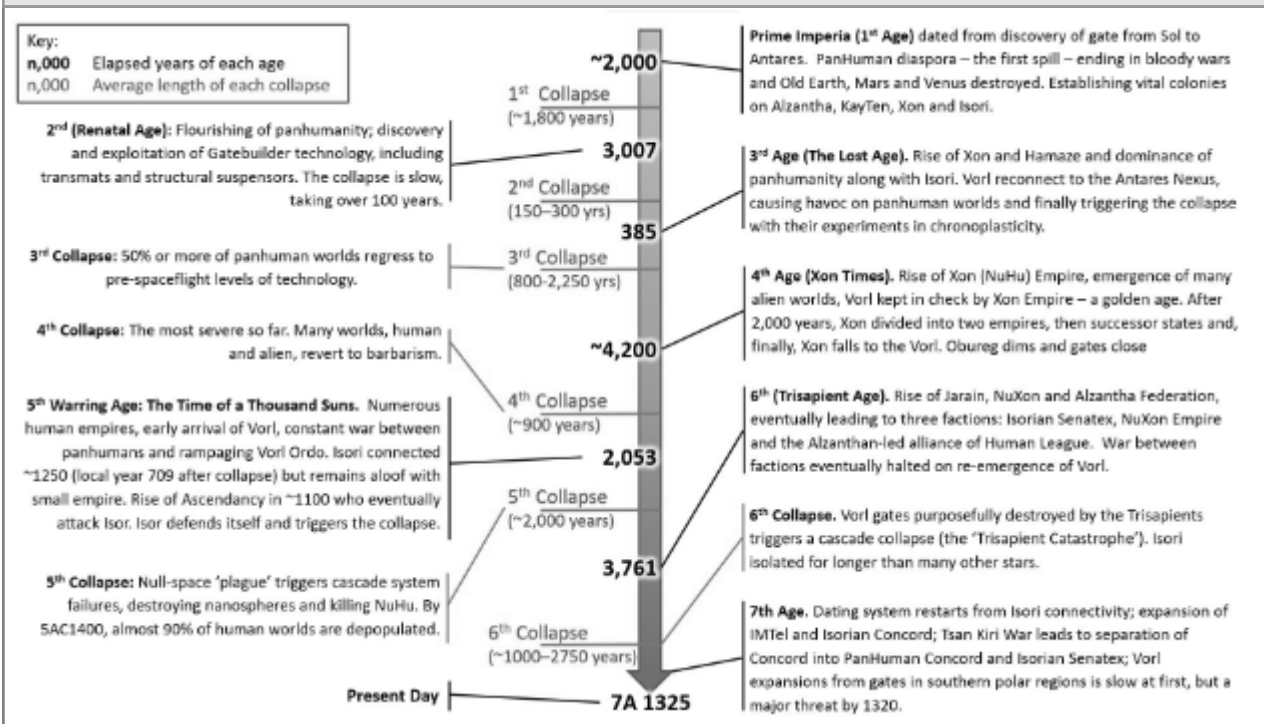 Key:
n,000 Elapsed years of each age
n,000 Average length of each collapse
~2,000
Prime Imperia (1st Age) dated from discovery of gate from Sol to
Antares. PanHuman diaspora – the first spill – ending in bloody wars
and Old Earth, Mars and Venus destroyed. Establishing vital colonies
on Alzantha, KayTen, Xon and Isori.
1st Collapse
(~1,800 years)
2nd (Renatal Age): Flourishing of panhumanity; discovery
and exploitation of Gatebuilder technology, including
transmats and structural suspensors. The collapse is slow,
taking over 100 years.
3,007
2nd Collapse
(150–300 yrs)
385
3rd Age (The Lost Age). Rise of Xon and Hamaze and dominance of
panhumanity along with Isori. Vorl reconnect to the Antares Nexus,
causing havoc on panhuman worlds and finally triggering the collapse
with their experiments in chronoplasticity.
3rd Collapse: 50% or more of panhuman worlds regress to
pre-spaceflight levels of technology.
3rd Collapse
(800-2,250 yrs)
~4,200
4th Age (Xon Times). Rise of Xon (NuHu) Empire, emergence of many
alien worlds, Vorl kept in check by Xon Empire – a golden age. After
2,000 years, Xon divided into two empires, then successor states and,
finally, Xon falls to the Vorl. Obureg dims and gates close
4th Collapse: The most severe so far. Many worlds, human
and alien, revert to barbarism.
4th Collapse
(~900 years)
5th Warring Age: The Time of a Thousand Suns. Numerous
human empires, early arrival of Vorl, constant war between
panhumans and rampaging Vorl Ordo. Isori connected
~1250 (local year 709 after collapse) but remains aloof with
small empire. Rise of Ascendancy in ~1100 who eventually
attack Isor. Isor defends itself and triggers the collapse.
2,053
5th Collapse
(~2,000 years)
5th Collapse: Null-space 'plague' triggers cascade system
failures, destroying nanospheres and killing NuHu. By
5AC1400, almost 90% of human worlds are depopulated.
3,761
6th (Trisapient Age). Rise of Jarain, NuXon and Alzantha Federation,
eventually leading to three factions: Isorian Senatex, NuXon Empire
and the Alzanthan-led alliance of Human League. War between
factions eventually halted on re-emergence of Vorl.
6th Collapse. Vorl gates purposefully destroyed by the Trisapients
triggers a cascade collapse (the 'Trisapient Catastrophe'). Isori
isolated for longer than many other stars.
6th Collapse
(~1000–2750 years)
7th Age. Dating system restarts from Isori connectivity; expansion of
IMTel and Isorian Concord; Tsan Kiri War leads to separation of
Concord into PanHuman Concord and Isorian Senatex; Vorl
expansions from gates in southern polar regions is slow at first, but a
major threat by 1320.
Present Day
7A 1325